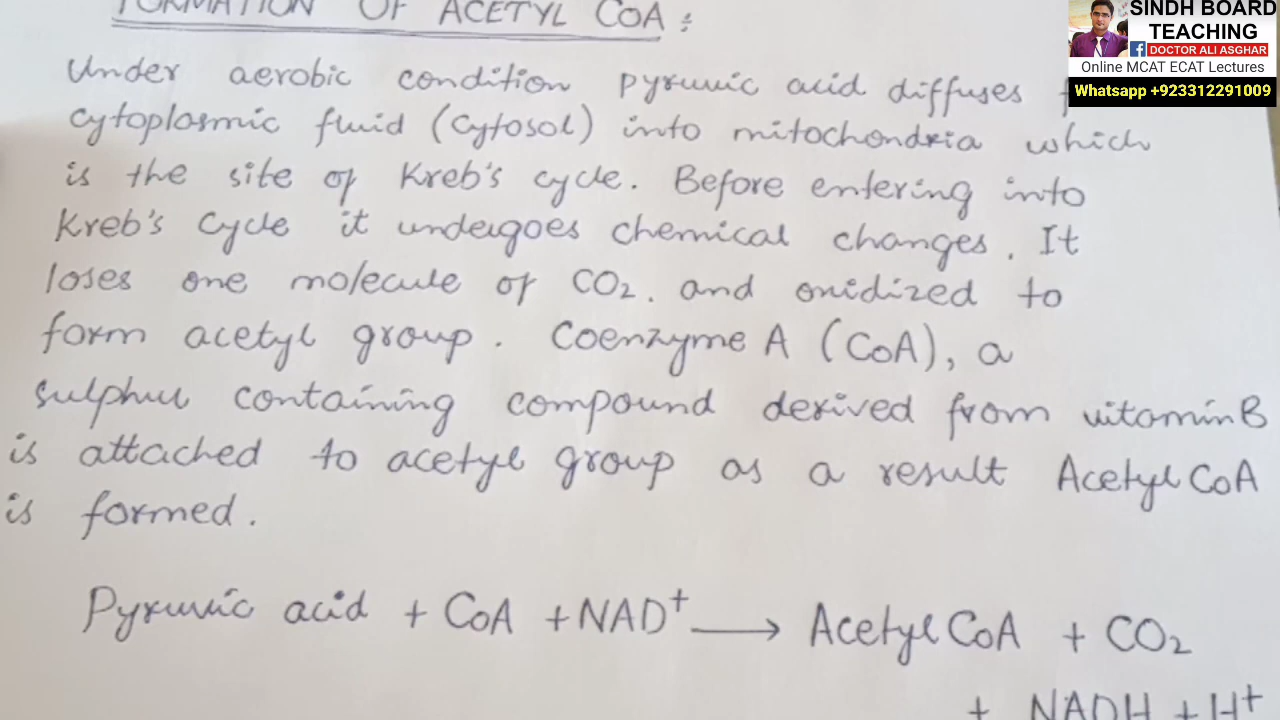 FORMATION OF ACETYL CoA :
SINDH BOARD
TEACHING
DOCTOR ALI ASGHAR
Online MCAT ECAT Lectures
Whatsapp +923312291009
Under aerobic condition pyruvic acid diffuses
cytoplasmic fluid (cytosol) into mitochondria which
is the site of Kreb's cycle. Before entering into
Kreb's cycle it undergoes chemical changes. It
loses one molecule of CO₂. and oxidized to
form acetyl group. Coenzyme A (CoA), a
sulphur containing compound derived from vitamin B
is attached to acetyl group as a result Acetyl CoA
is formed.
Pyruvic acid + CoA + NAD⁺ ⟶ Acetyl CoA + CO₂
+ NADH + H⁺